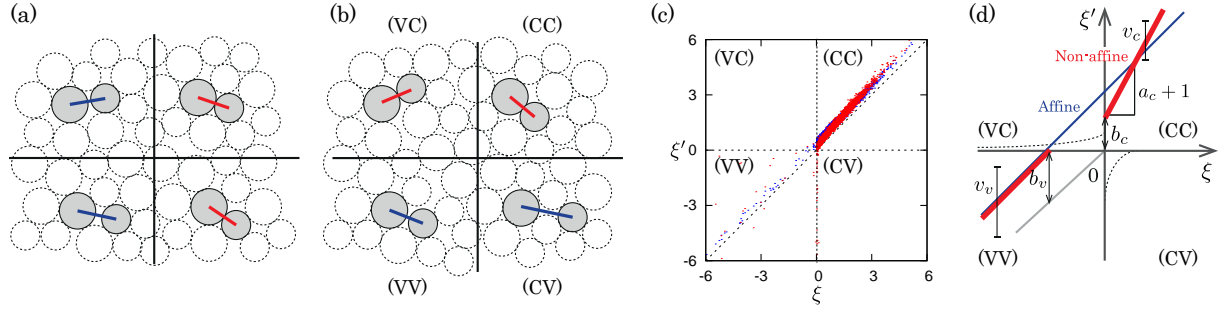 (a)
(b)
(VC)
(CC)
(VV)
(CV)
(c)
6
3
ξ′ 0
3
6
(VC)
(CC)
(VV)
(CV)
-6 -3 0 3 6
ξ
(d)
ξ′
v_c
Non-affine
a_c + 1
Affine
(VC)
b_c
(CC)
0
ξ
v_v
b_v
(VV)
(CV)